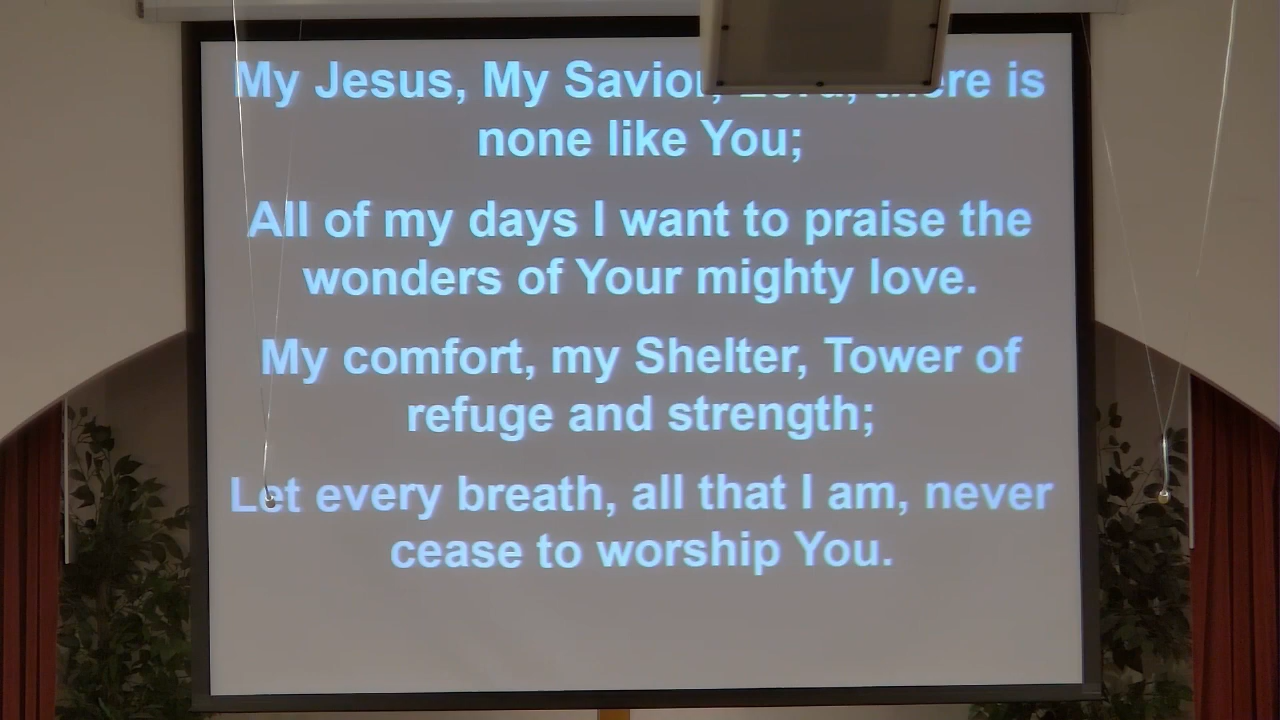 My Jesus, My Savior, Lord, there is
none like You;
All of my days I want to praise the
wonders of Your mighty love.
My comfort, my Shelter, Tower of
refuge and strength;
Let every breath, all that I am, never
cease to worship You.